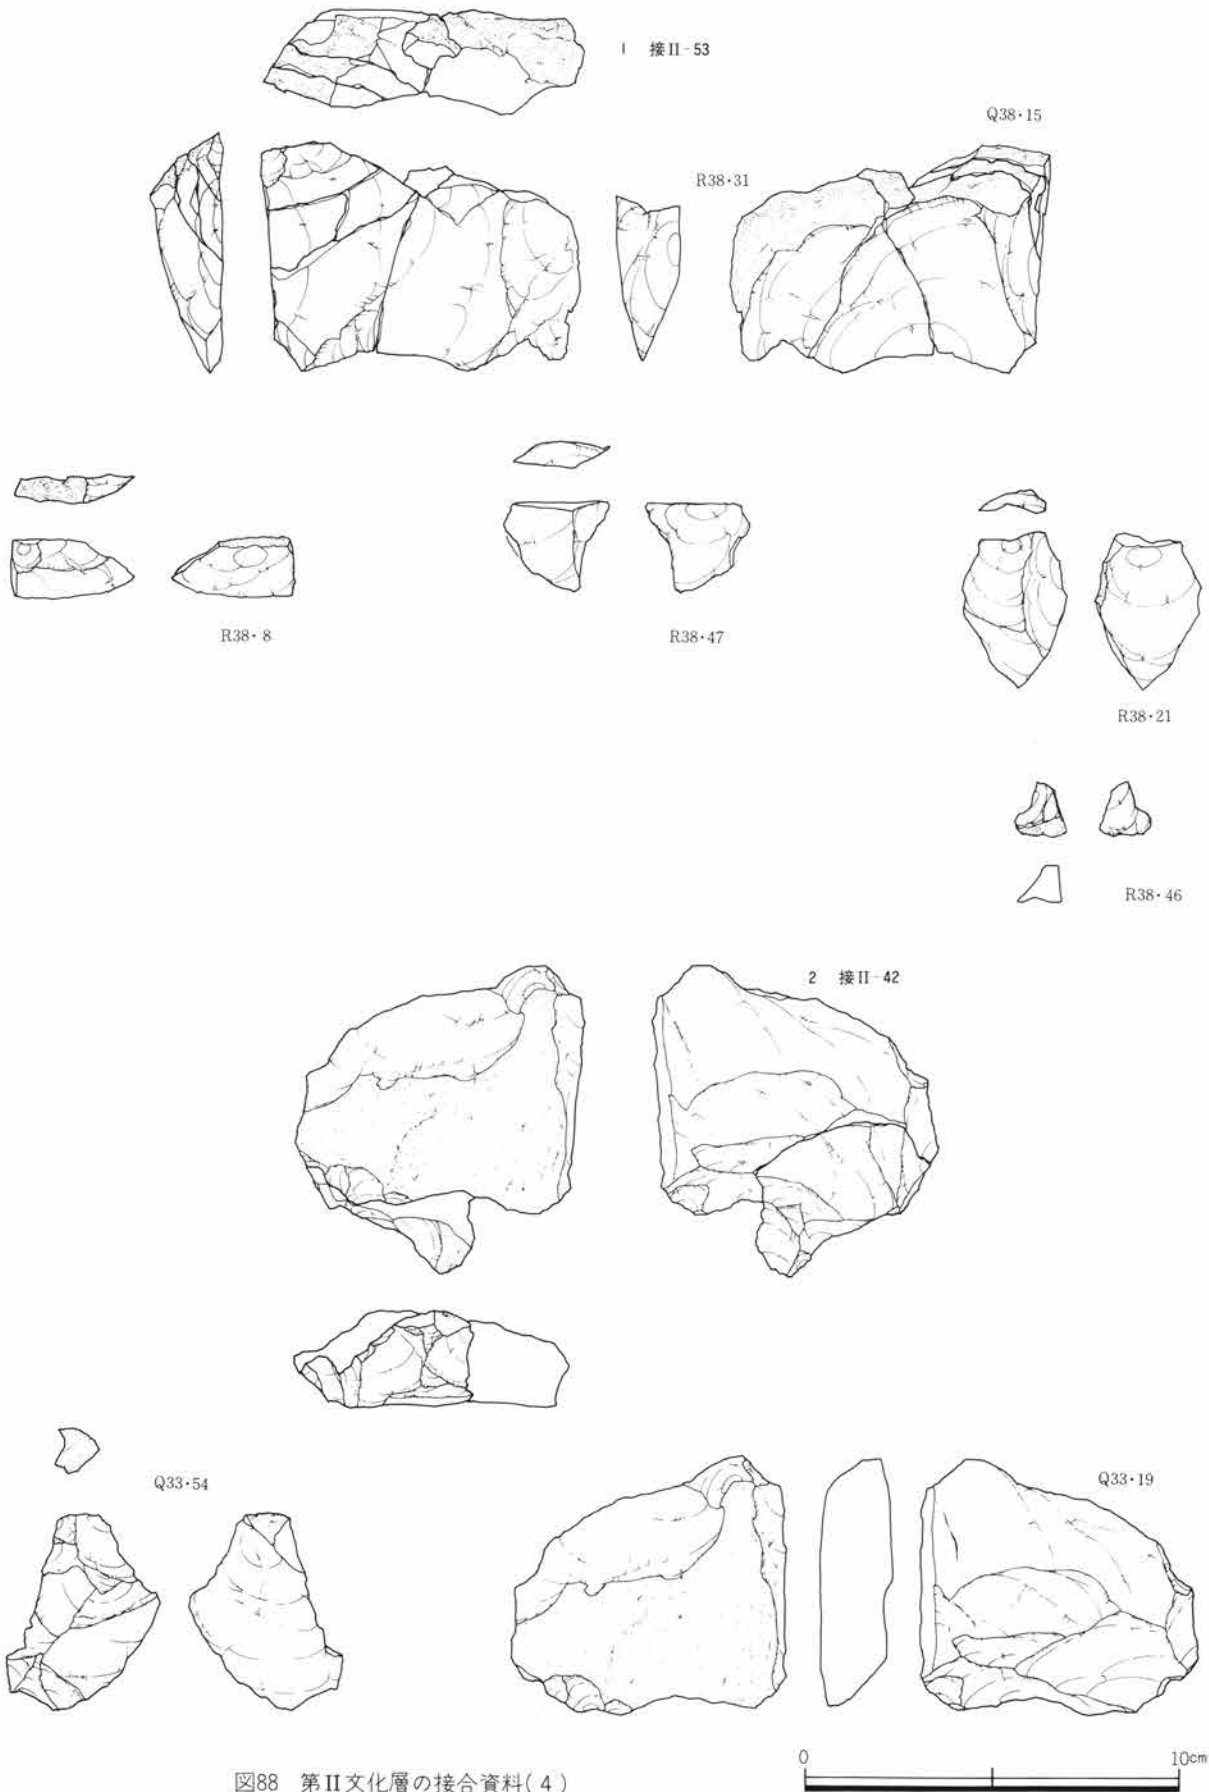 1 接II-53
Q38・15
R38・31
R38・8
R38・47
R38・21
R38・46
2 接II-42
Q33・54
Q33・19
0 10cm
図88 第II文化層の接合資料(4)